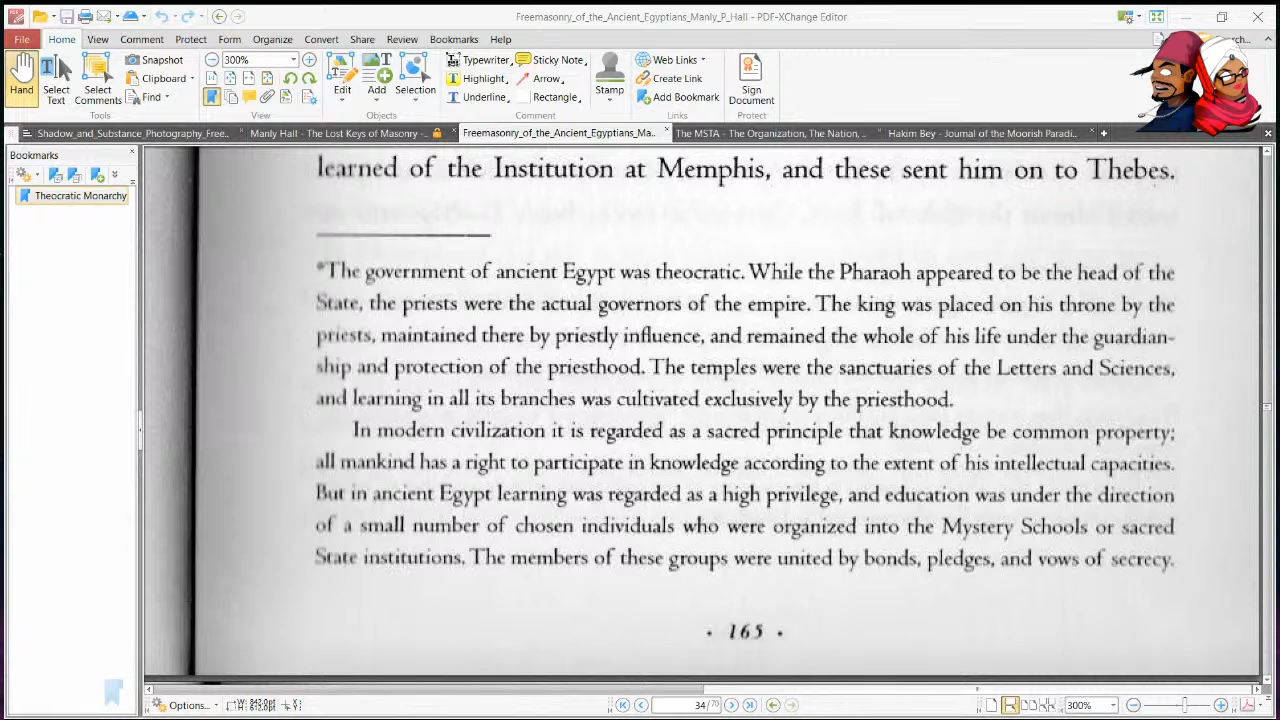 Freemasonry_of_the_Ancient_Egyptians_Manly_P_Hall - PDF-XChange Editor
File Home View Comment Protect Form Organize Convert Share Review Bookmarks Help
Hand
Select Text
Select Comments
Snapshot
Clipboard
Find
Tools
300%
View
Edit
Add
Selection
Objects
Typewriter
Highlight
Underline
Sticky Note
Arrow
Rectangle
Stamp
Comment
Web Links
Create Link
Add Bookmark
Links
Sign Document
Protect
Shadow_and_Substance_Photography_Free..
Manly Hall - The Lost Keys of Masonry -
Freemasonry_of_the_Ancient_Egyptians_Ma..
The MSTA - The Organization, The Nation,
Hakim Bey - Journal of the Moorish Paradi..
Bookmarks
Theocratic Monarchy
learned of the Institution at Memphis, and these sent him on to Thebes.
*The government of ancient Egypt was theocratic. While the Pharaoh appeared to be the head of the
State, the priests were the actual governors of the empire. The king was placed on his throne by the
priests, maintained there by priestly influence, and remained the whole of his life under the guardian-
ship and protection of the priesthood. The temples were the sanctuaries of the Letters and Sciences,
and learning in all its branches was cultivated exclusively by the priesthood.
In modern civilization it is regarded as a sacred principle that knowledge be common property;
all mankind has a right to participate in knowledge according to the extent of his intellectual capacities.
But in ancient Egypt learning was regarded as a high privilege, and education was under the direction
of a small number of chosen individuals who were organized into the Mystery Schools or sacred
State institutions. The members of these groups were united by bonds, pledges, and vows of secrecy.
• 165 •
Options...
34 /70
300%